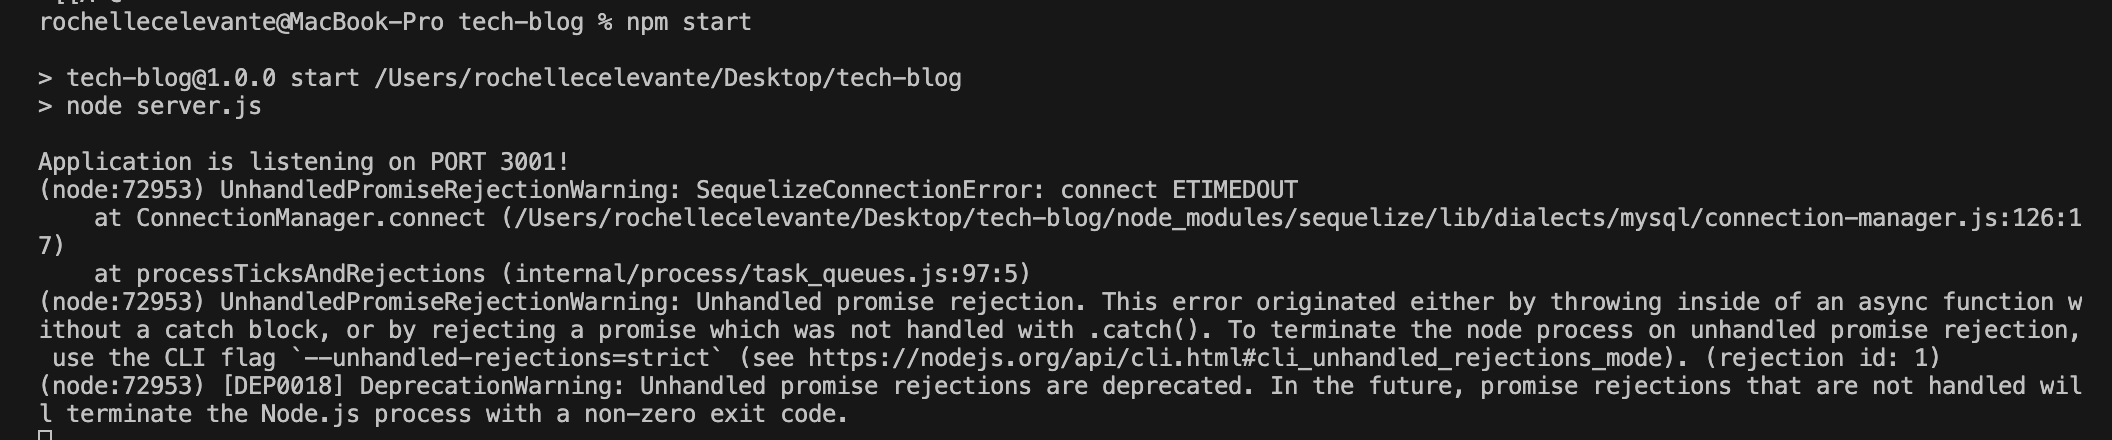 rochellecelevante@MacBook-Pro tech-blog % npm start
> tech-blog@1.0.0 start /Users/rochellecelevante/Desktop/tech-blog
> node server.js
Application is listening on PORT 3001!
(node:72953) UnhandledPromiseRejectionWarning: SequelizeConnectionError: connect ETIMEDOUT
    at ConnectionManager.connect (/Users/rochellecelevante/Desktop/tech-blog/node_modules/sequelize/lib/dialects/mysql/connection-manager.js:126:1
7)
    at processTicksAndRejections (internal/process/task_queues.js:97:5)
(node:72953) UnhandledPromiseRejectionWarning: Unhandled promise rejection. This error originated either by throwing inside of an async function w
ithout a catch block, or by rejecting a promise which was not handled with .catch(). To terminate the node process on unhandled promise rejection,
 use the CLI flag `--unhandled-rejections=strict` (see https://nodejs.org/api/cli.html#cli_unhandled_rejections_mode). (rejection id: 1)
(node:72953) [DEP0018] DeprecationWarning: Unhandled promise rejections are deprecated. In the future, promise rejections that are not handled wil
l terminate the Node.js process with a non-zero exit code.